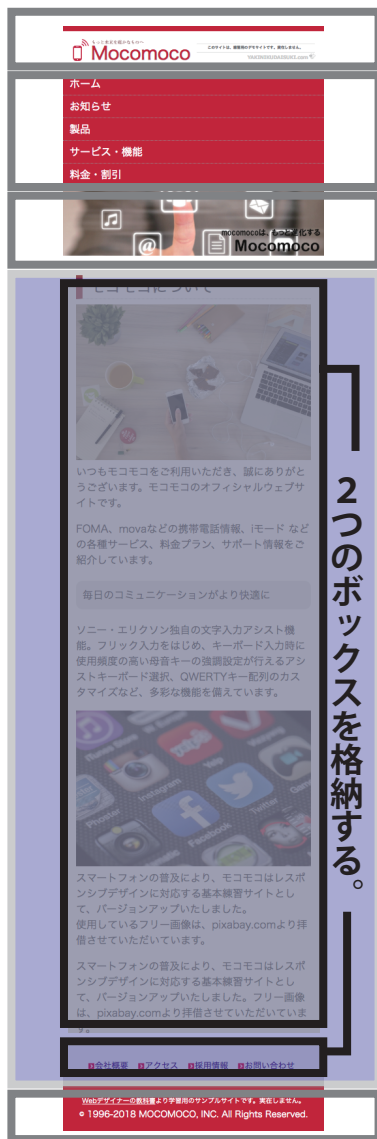 もっと未来を豊かなものへ
Mocomoco
このサイトは、練習用のデモサイトです。実在しません。
ホーム
お知らせ
製品
サービス・機能
料金・割引
mocomocoは、もっと進化する
Mocomoco
モコモコについて
いつもモコモコをご利用いただき、誠にありがと
うございます。モコモコのオフィシャルウェブサ
イトです。
FOMA、movaなどの携帯電話情報、iモード など
の各種サービス、料金プラン、サポート情報をご
紹介しています。
毎日のコミュニケーションがより快適に
ソニー・エリクソン独自の文字入力アシスト機
能。フリック入力をはじめ、キーボード入力時に
使用頻度の高い母音キーの強調設定が行えるアシ
ストキーボード選択、QWERTYキー配列のカス
タマイズなど、多彩な機能を備えています。
Instagram
Yelp
Twitter
Facebook
スマートフォンの普及により、モコモコはレスポ
ンシブデザインに対応する基本練習サイトとし
て、バージョンアップいたしました。
使用しているフリー画像は、pixabay.comより拝
借させていただいています。
スマートフォンの普及により、モコモコはレスポ
ンシブデザインに対応する基本練習サイトとし
て、バージョンアップいたしました。フリー画像
は、pixabay.comより拝借させていただいていま
す。
2つのボックスを格納する。
会社概要 アクセス 採用情報 お問い合わせ
Webデザイナーの教科書より学習用のサンプルサイトです。実在しません。
© 1996-2018 MOCOMOCO, INC. All Rights Reserved.